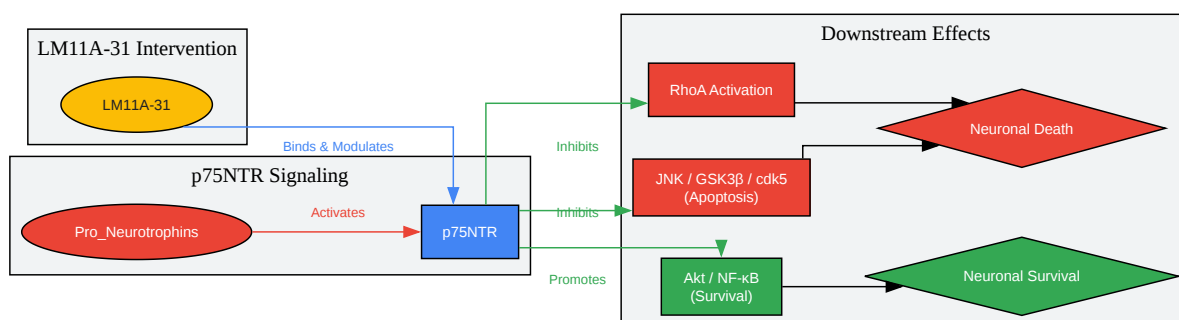 LM11A-31 Intervention
LM11A-31
Binds & Modulates
p75NTR Signaling
Pro_Neurotrophins
Activates
p75NTR
Inhibits
Inhibits
Promotes
Downstream Effects
RhoA Activation
Neuronal Death
JNK / GSK3β / cdk5
(Apoptosis)
Akt / NF-κB
(Survival)
Neuronal Survival